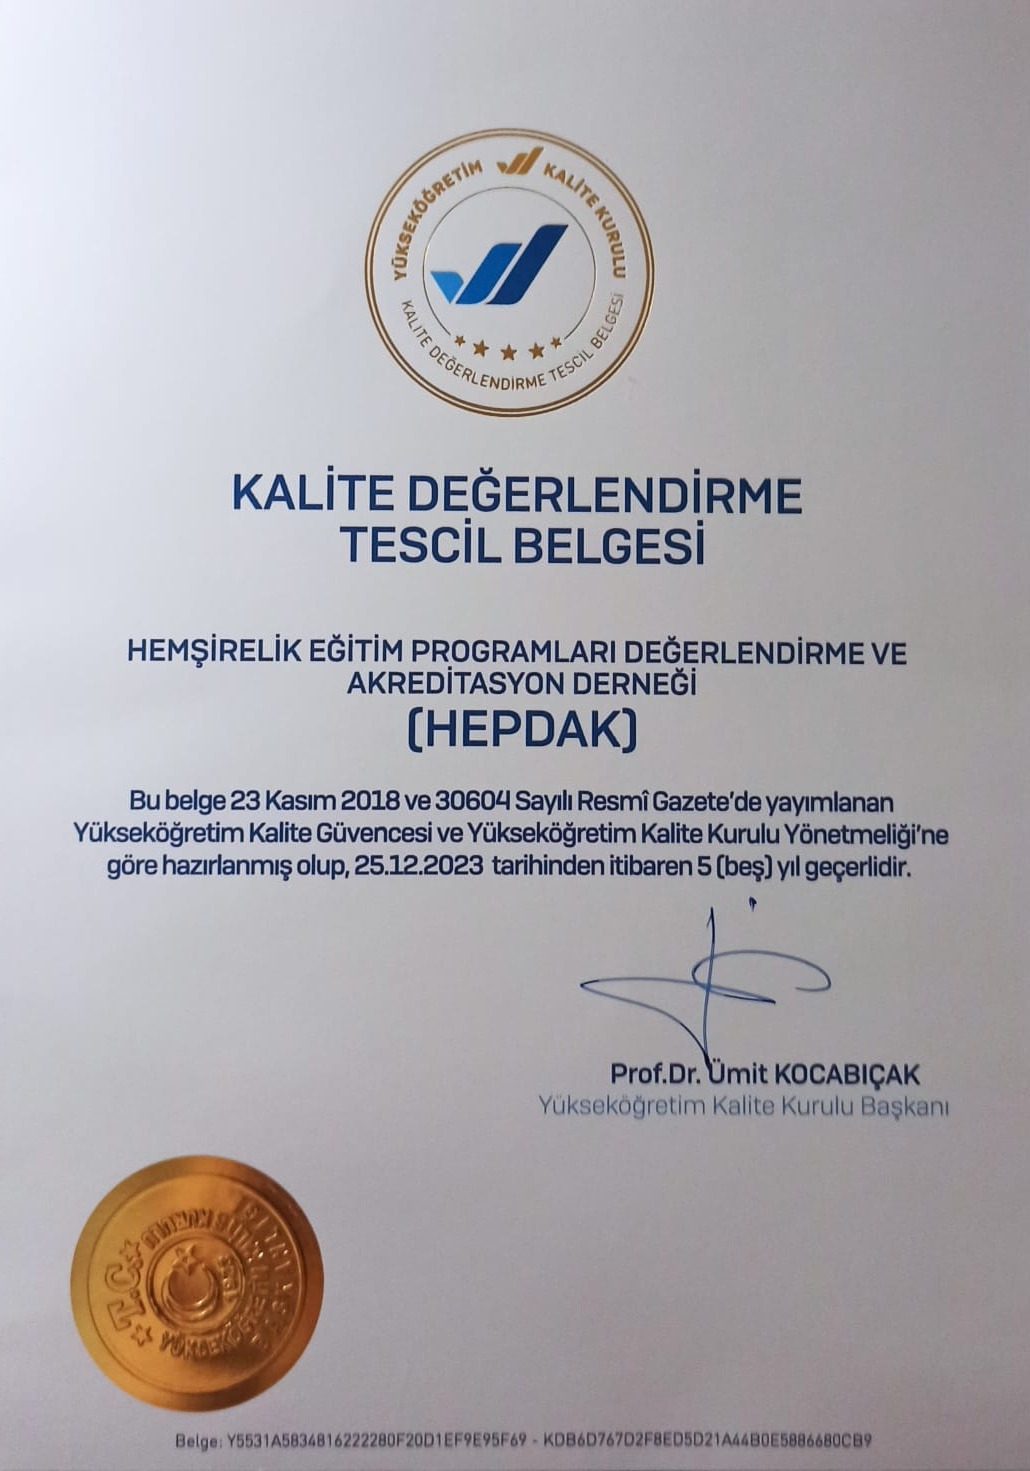 YÜKSEKÖĞRETİM KALİTE KURULU
KALİTE DEĞERLENDİRME TESCİL BELGESİ
KALİTE DEĞERLENDİRME
TESCİL BELGESİ
HEMŞİRELİK EĞİTİM PROGRAMLARI DEĞERLENDİRME VE
AKREDİTASYON DERNEĞİ
(HEPDAK)
Bu belge 23 Kasım 2018 ve 30604 Sayılı Resmî Gazete'de yayımlanan
Yükseköğretim Kalite Güvencesi ve Yükseköğretim Kalite Kurulu Yönetmeliği'ne
göre hazırlanmış olup, 25.12.2023 tarihinden itibaren 5 (beş) yıl geçerlidir.
Prof.Dr. Ümit KOCABIÇAK
Yükseköğretim Kalite Kurulu Başkanı
T.C.
Belge: Y5531A5834816222280F20D1EF9E95F69 - KDB6D767D2F8ED5D21A44B0E5886680CB9